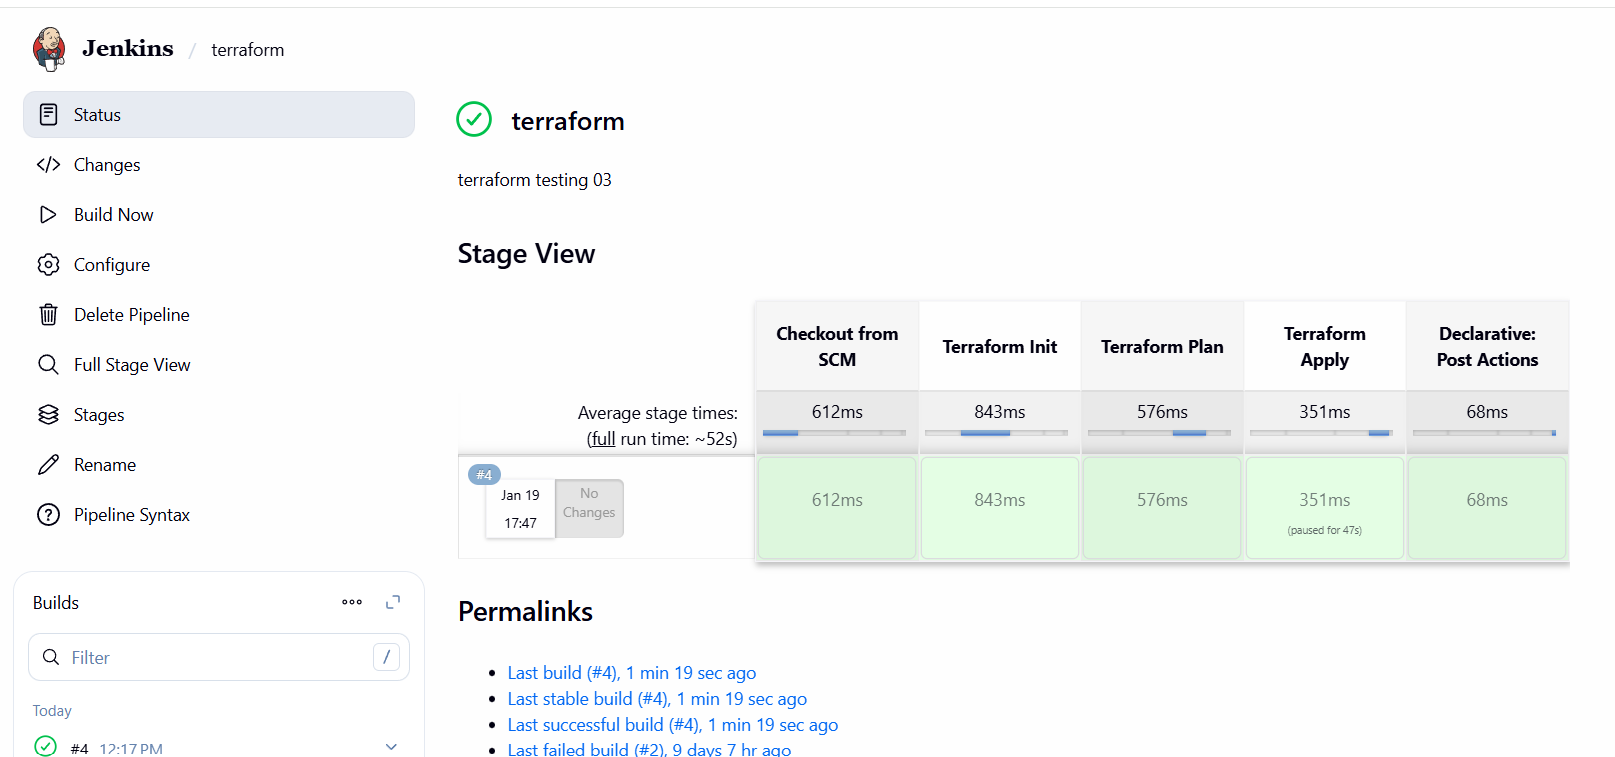 Jenkins / terraform
Status
Changes
Build Now
Configure
Delete Pipeline
Full Stage View
Stages
Rename
Pipeline Syntax
Builds
Filter
/
Today
#4 12:17 PM
terraform
terraform testing 03
Stage View
Checkout from
SCM
Terraform Init
Terraform Plan
Terraform
Apply
Declarative:
Post Actions
Average stage times:
(full run time: ~52s)
612ms
843ms
576ms
351ms
68ms
#4
Jan 19
17:47
No
Changes
612ms
843ms
576ms
351ms
(paused for 47s)
68ms
Permalinks
Last build (#4), 1 min 19 sec ago
Last stable build (#4), 1 min 19 sec ago
Last successful build (#4), 1 min 19 sec ago
Last failed build (#2), 9 days 7 hr ago